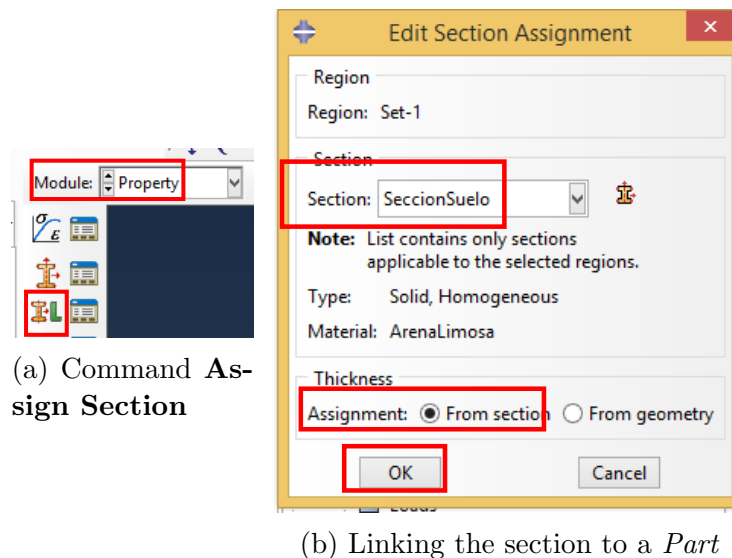 Module: Property
σ
ε
(a) Command As-
sign Section
Edit Section Assignment
Region
Region: Set-1
Section
Section: SeccionSuelo
Note: List contains only sections
applicable to the selected regions.
Type: Solid, Homogeneous
Material: ArenaLimosa
Thickness
Assignment: From section From geometry
OK Cancel
Loads
(b) Linking the section to a Part